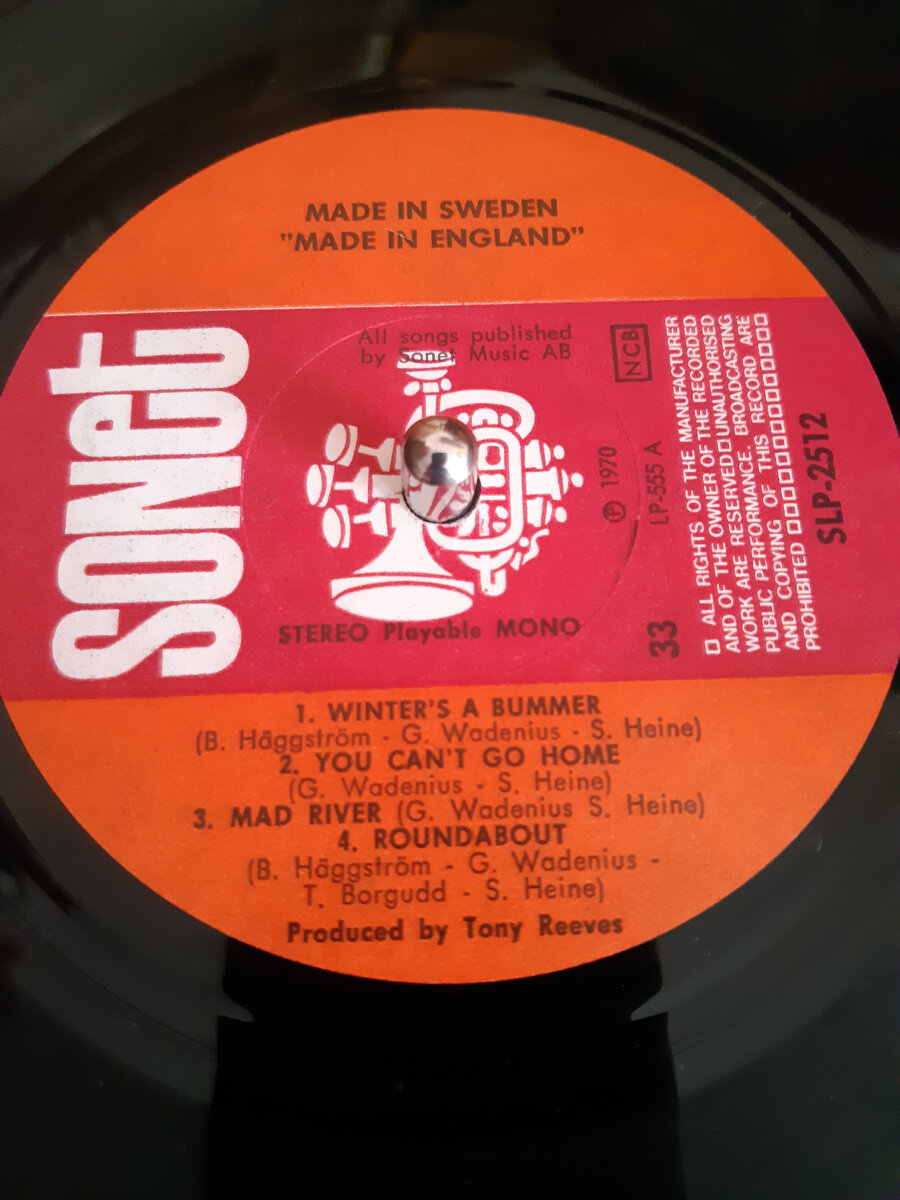 MADE IN SWEDEN
"MADE IN ENGLAND"
Sonet
All songs published
by Sonet Music AB
NCB
℗ 1970
LP-555 A
33
STEREO Playable MONO
□ ALL RIGHTS OF THE MANUFACTURER
AND OF THE OWNER OF THE RECORDED
WORK ARE RESERVED □ UNAUTHORISED
PUBLIC PERFORMANCE, BROADCASTING
AND COPYING OF THIS RECORD ARE
PROHIBITED □□□□□□□□□□□□□□
SLP-2512
1. WINTER'S A BUMMER
(B. Häggström - G. Wadenius - S. Heine)
2. YOU CAN'T GO HOME
(G. Wadenius - S. Heine)
3. MAD RIVER (G. Wadenius S. Heine)
4. ROUNDABOUT
(B. Häggström - G. Wadenius -
T. Borgudd - S. Heine)
Produced by Tony Reeves